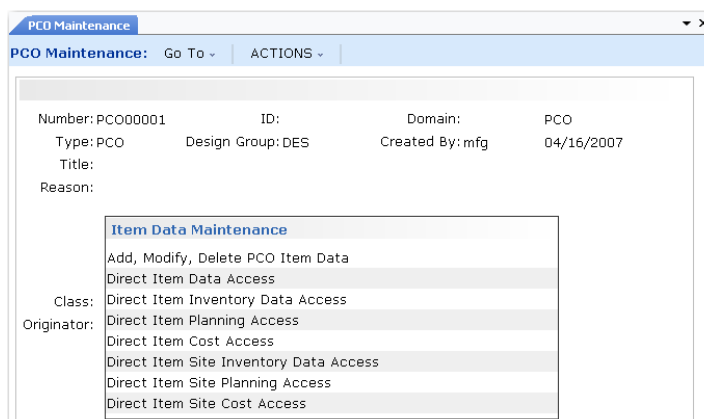 PCO Maintenance
PCO Maintenance: Go To ACTIONS
Number: PCO00001 ID: Domain: PCO
Type: PCO Design Group: DES Created By: mfg 04/16/2007
Title:
Reason:
Item Data Maintenance
Add, Modify, Delete PCO Item Data
Direct Item Data Access
Class: Direct Item Inventory Data Access
Originator: Direct Item Planning Access
Direct Item Cost Access
Direct Item Site Inventory Data Access
Direct Item Site Planning Access
Direct Item Site Cost Access